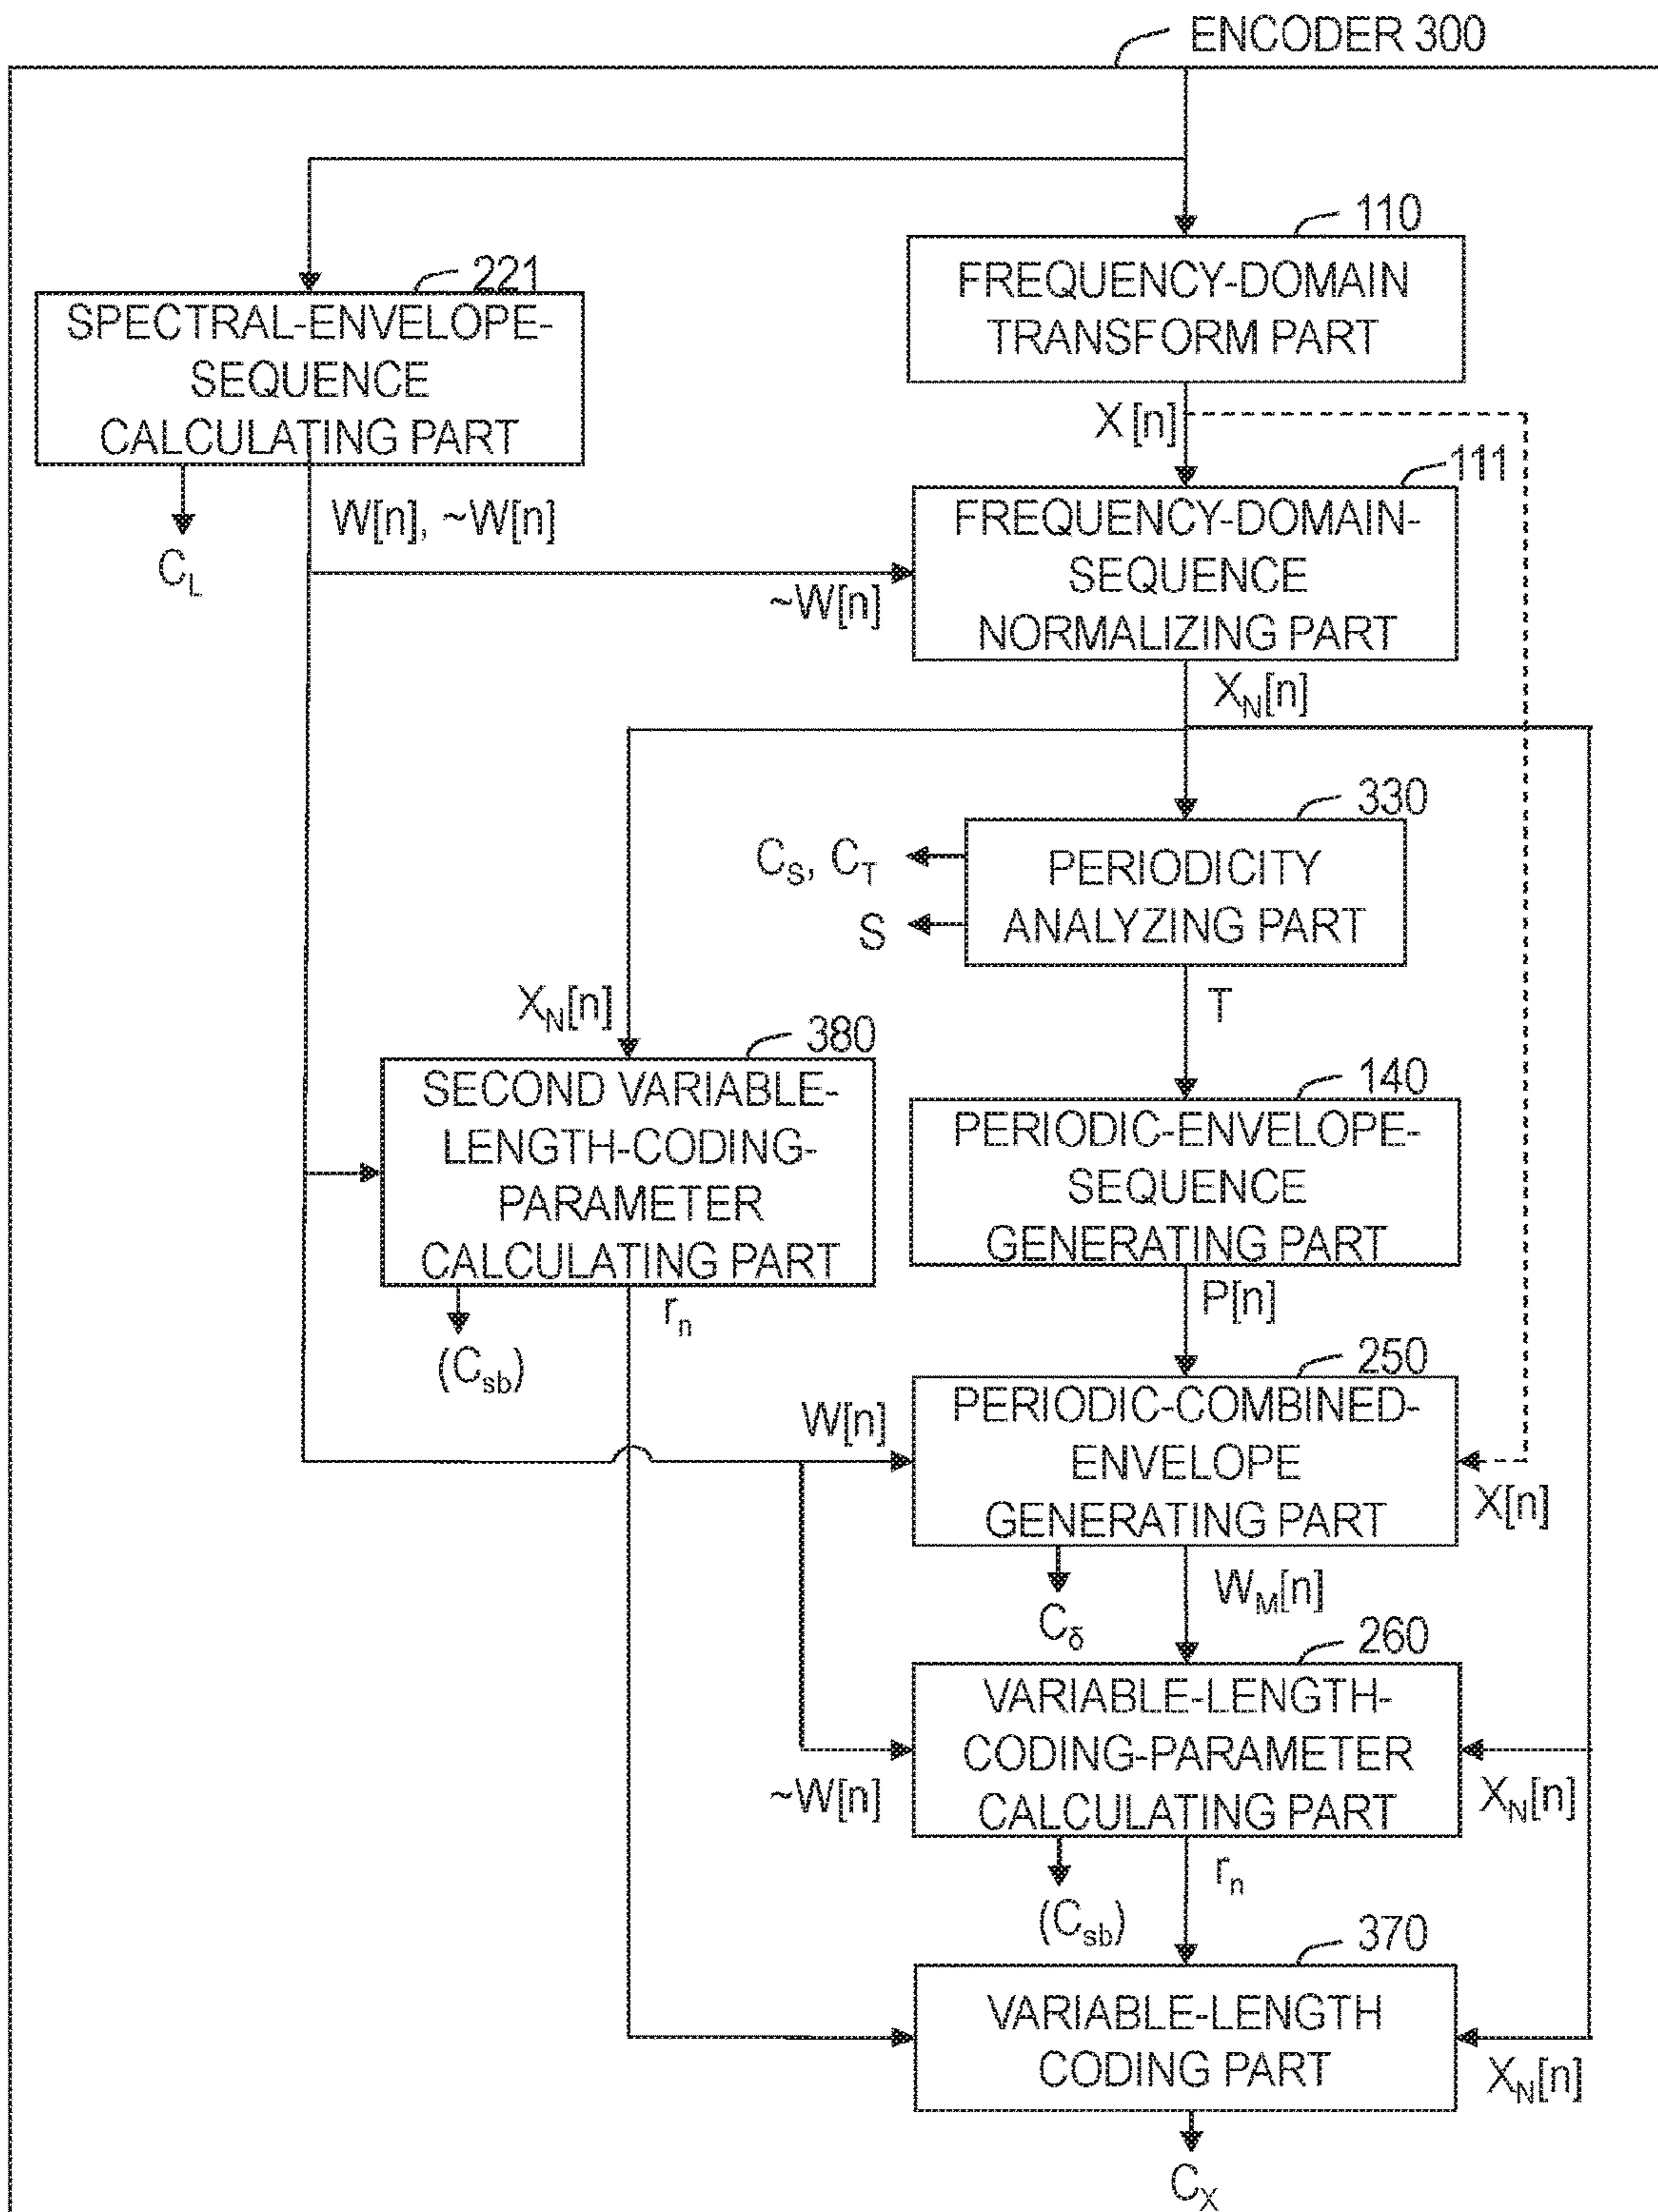 ENCODER 300
110
FREQUENCY-DOMAIN
TRANSFORM PART
221
SPECTRAL-ENVELOPE-
SEQUENCE
CALCULATING PART
X[n]
111
FREQUENCY-DOMAIN-
SEQUENCE
NORMALIZING PART
W[n], ~W[n]
C_L
~W[n]
X_N[n]
330
PERIODICITY
ANALYZING PART
C_S, C_T
S
T
X_N[n]
380
SECOND VARIABLE-
LENGTH-CODING-
PARAMETER
CALCULATING PART
140
PERIODIC-ENVELOPE-
SEQUENCE
GENERATING PART
r_n
(C_sb)
P[n]
250
PERIODIC-COMBINED-
ENVELOPE
GENERATING PART
W[n]
X[n]
W_M[n]
C_δ
260
VARIABLE-LENGTH-
CODING-PARAMETER
CALCULATING PART
~W[n]
X_N[n]
r_n
(C_sb)
370
VARIABLE-LENGTH
CODING PART
X_N[n]
C_X